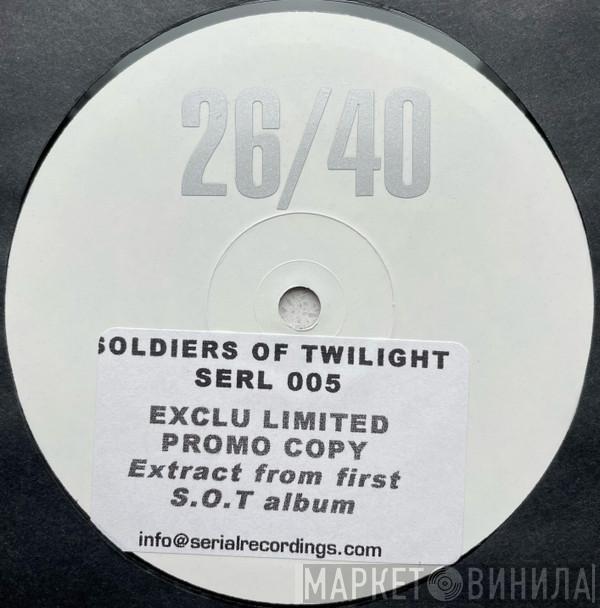 26/40
SOLDIERS OF TWILIGHT
SERL 005
EXCLU LIMITED
PROMO COPY
Extract from first
S.O.T album
info@serialrecordings.com
МАРКЕТ ВИНИЛА